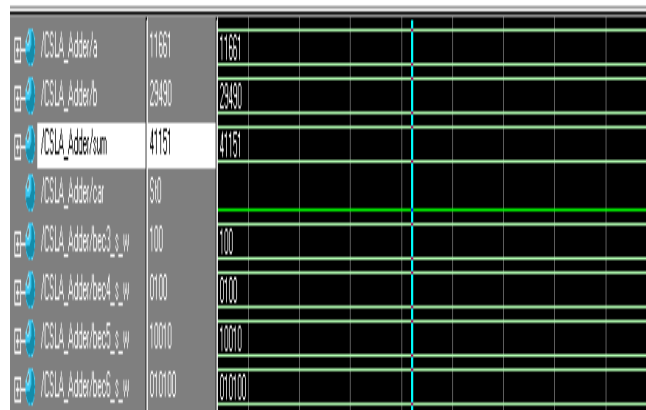 /CSLA_Adder/a 11661 11661
/CSLA_Adder/b 29490 29490
/CSLA_Adder/sum 41151 41151
/CSLA_Adder/car St0
/CSLA_Adder/bec3_s_w 100 100
/CSLA_Adder/bec4_s_w 0100 0100
/CSLA_Adder/bec5_s_w 10010 10010
/CSLA_Adder/bec6_s_w 010100 010100